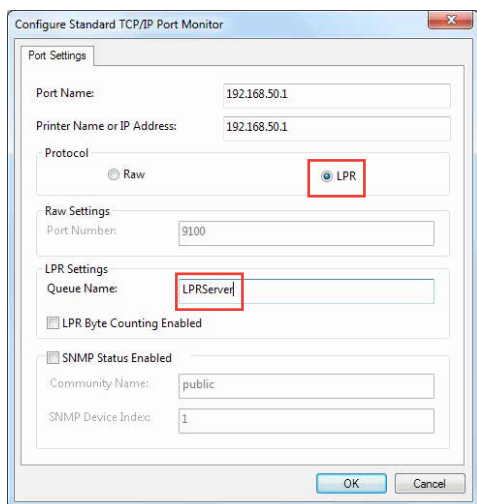 Configure Standard TCP/IP Port Monitor
Port Settings
Port Name: 192.168.50.1
Printer Name or IP Address: 192.168.50.1
Protocol
Raw LPR
Raw Settings
Port Number: 9100
LPR Settings
Queue Name: LPRServer
LPR Byte Counting Enabled
SNMP Status Enabled
Community Name: public
SNMP Device Index: 1
OK Cancel